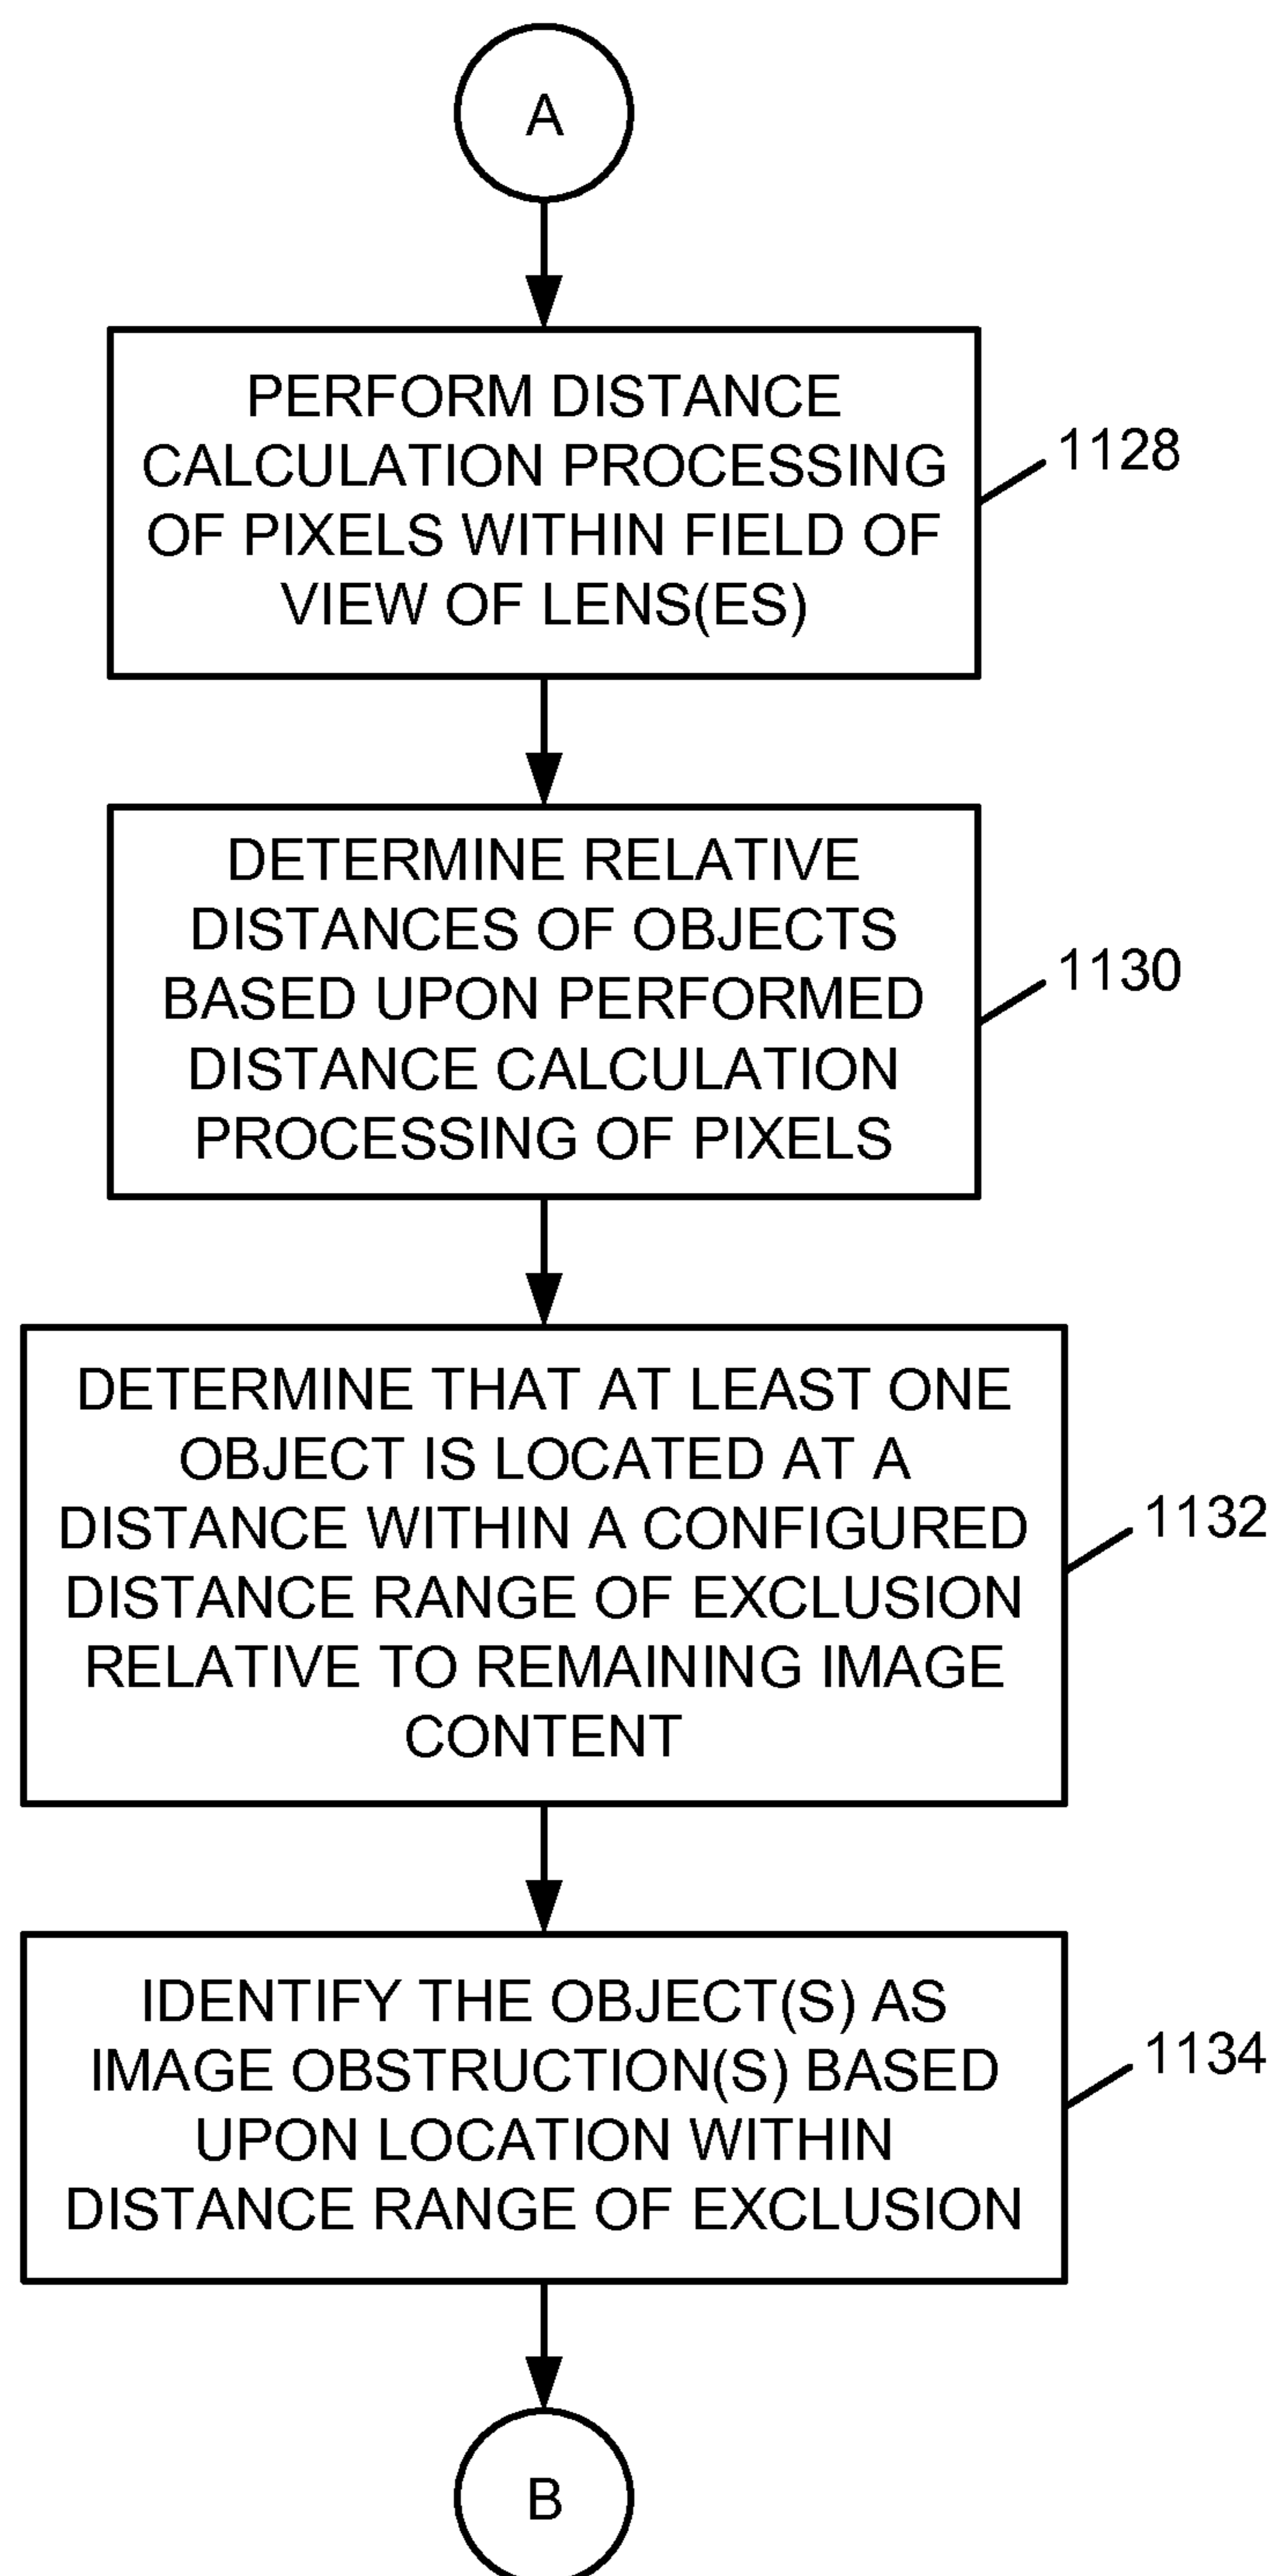 A
PERFORM DISTANCE
CALCULATION PROCESSING
OF PIXELS WITHIN FIELD OF
VIEW OF LENS(ES)
1128
DETERMINE RELATIVE
DISTANCES OF OBJECTS
BASED UPON PERFORMED
DISTANCE CALCULATION
PROCESSING OF PIXELS
1130
DETERMINE THAT AT LEAST ONE
OBJECT IS LOCATED AT A
DISTANCE WITHIN A CONFIGURED
DISTANCE RANGE OF EXCLUSION
RELATIVE TO REMAINING IMAGE
CONTENT
1132
IDENTIFY THE OBJECT(S) AS
IMAGE OBSTRUCTION(S) BASED
UPON LOCATION WITHIN
DISTANCE RANGE OF EXCLUSION
1134
B